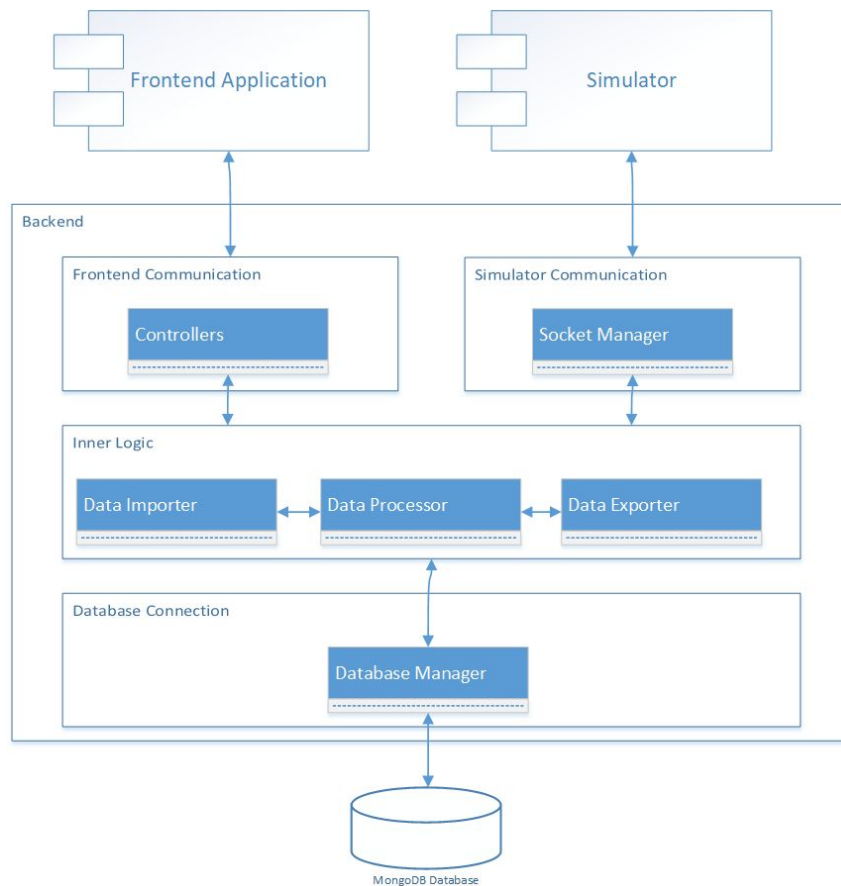 Frontend Application
Simulator
Backend
Frontend Communication
Simulator Communication
Controllers
Socket Manager
Inner Logic
Data Importer
Data Processor
Data Exporter
Database Connection
Database Manager
MongoDB Database